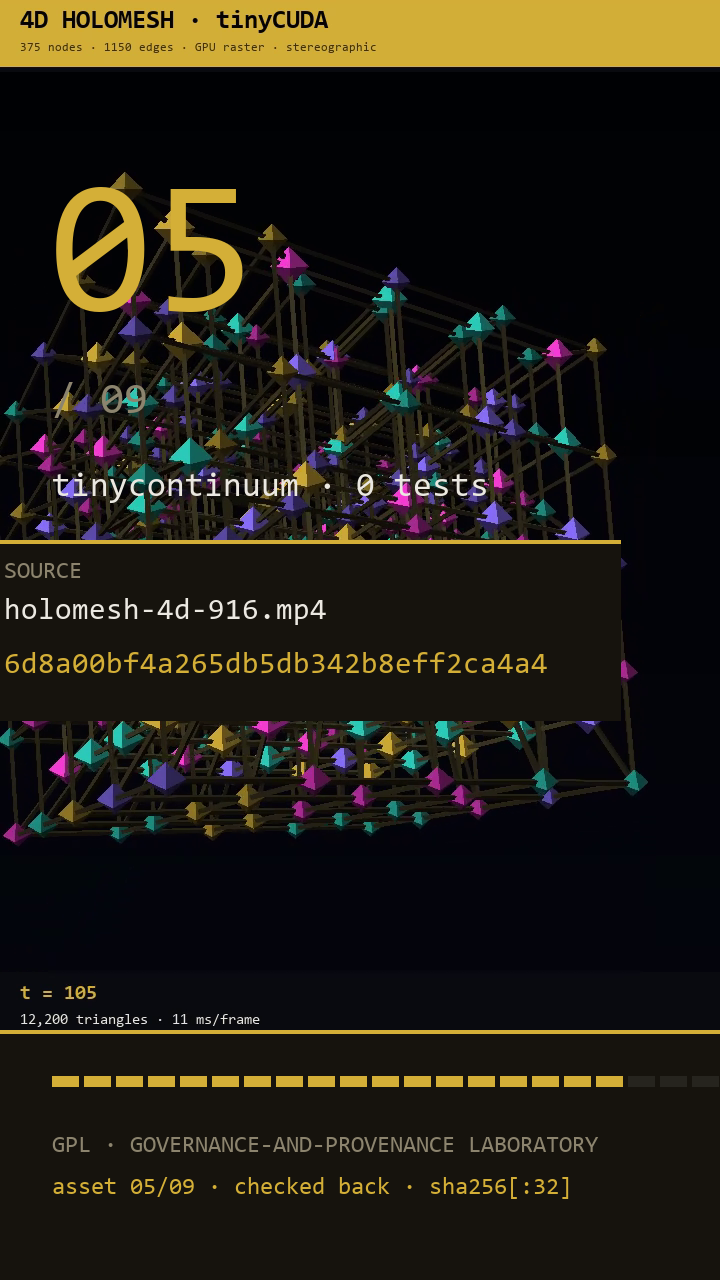 4D HOLOMESH · tinyCUDA
375 nodes · 1150 edges · GPU raster · stereographic
05
/ 09
tinycontinuum · 0 tests
SOURCE
holomesh-4d-916.mp4
6d8a00bf4a265db5db342b8eff2ca4a4
t = 105
12,200 triangles · 11 ms/frame
GPL · GOVERNANCE-AND-PROVENANCE LABORATORY
asset 05/09 · checked back · sha256[:32]